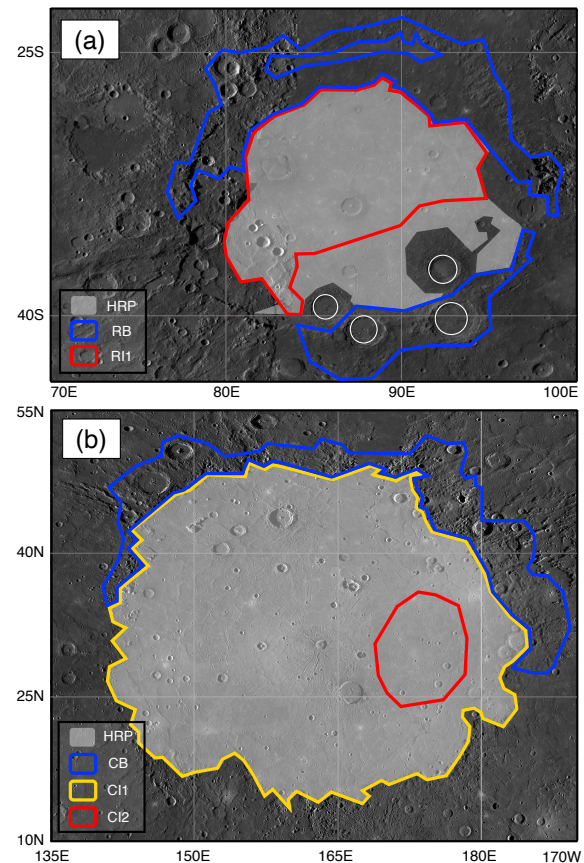 (a)
25S
40S
HRP
RB
RI1
70E 80E 90E 100E
(b)
55N
40N
25N
10N
HRP
CB
CI1
CI2
135E 150E 165E 180E 170W